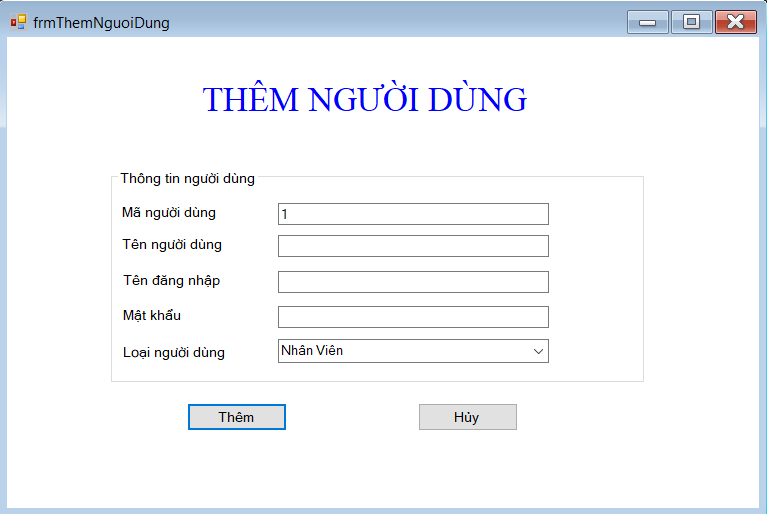 frmThemNguoiDung
THÊM NGƯỜI DÙNG
Thông tin người dùng
Mã người dùng 1
Tên người dùng
Tên đăng nhập
Mật khẩu
Loại người dùng Nhân Viên
Thêm Hủy